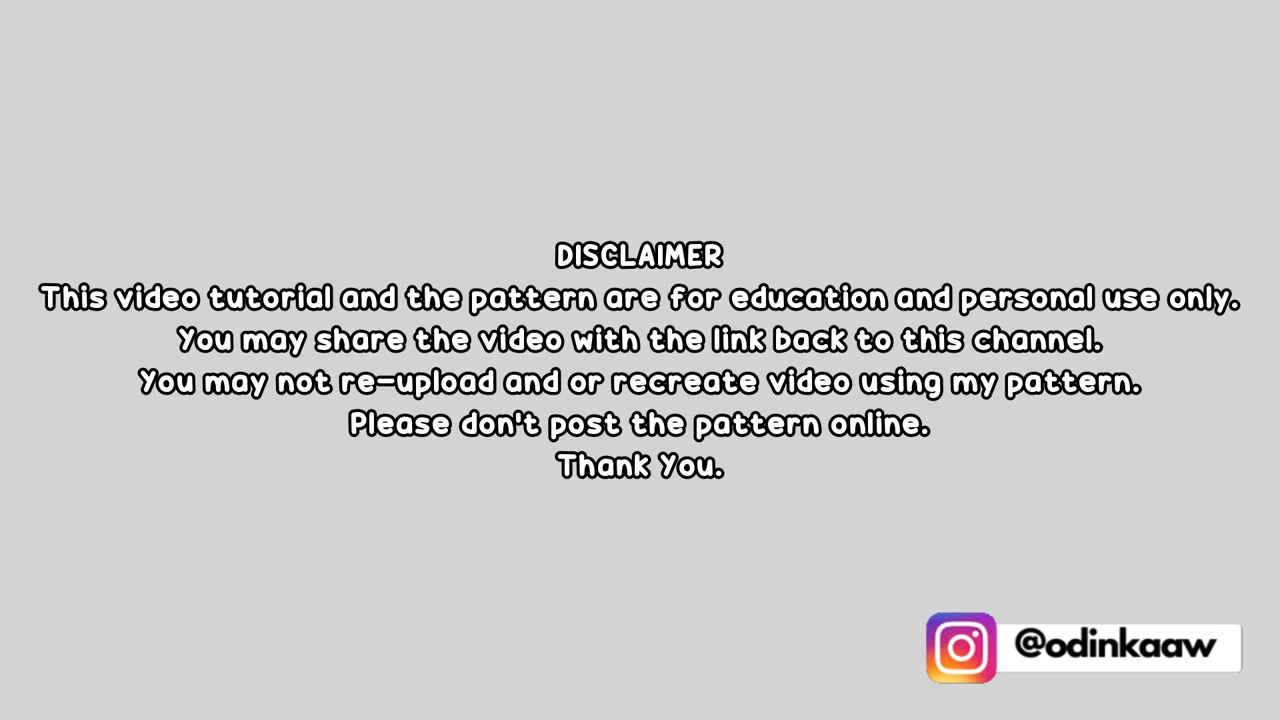 DISCLAIMER
This video tutorial and the pattern are for education and personal use only.
You may share the video with the link back to this channel.
You may not re-upload and or recreate video using my pattern.
Please don't post the pattern online.
Thank You.
@odinkaaw